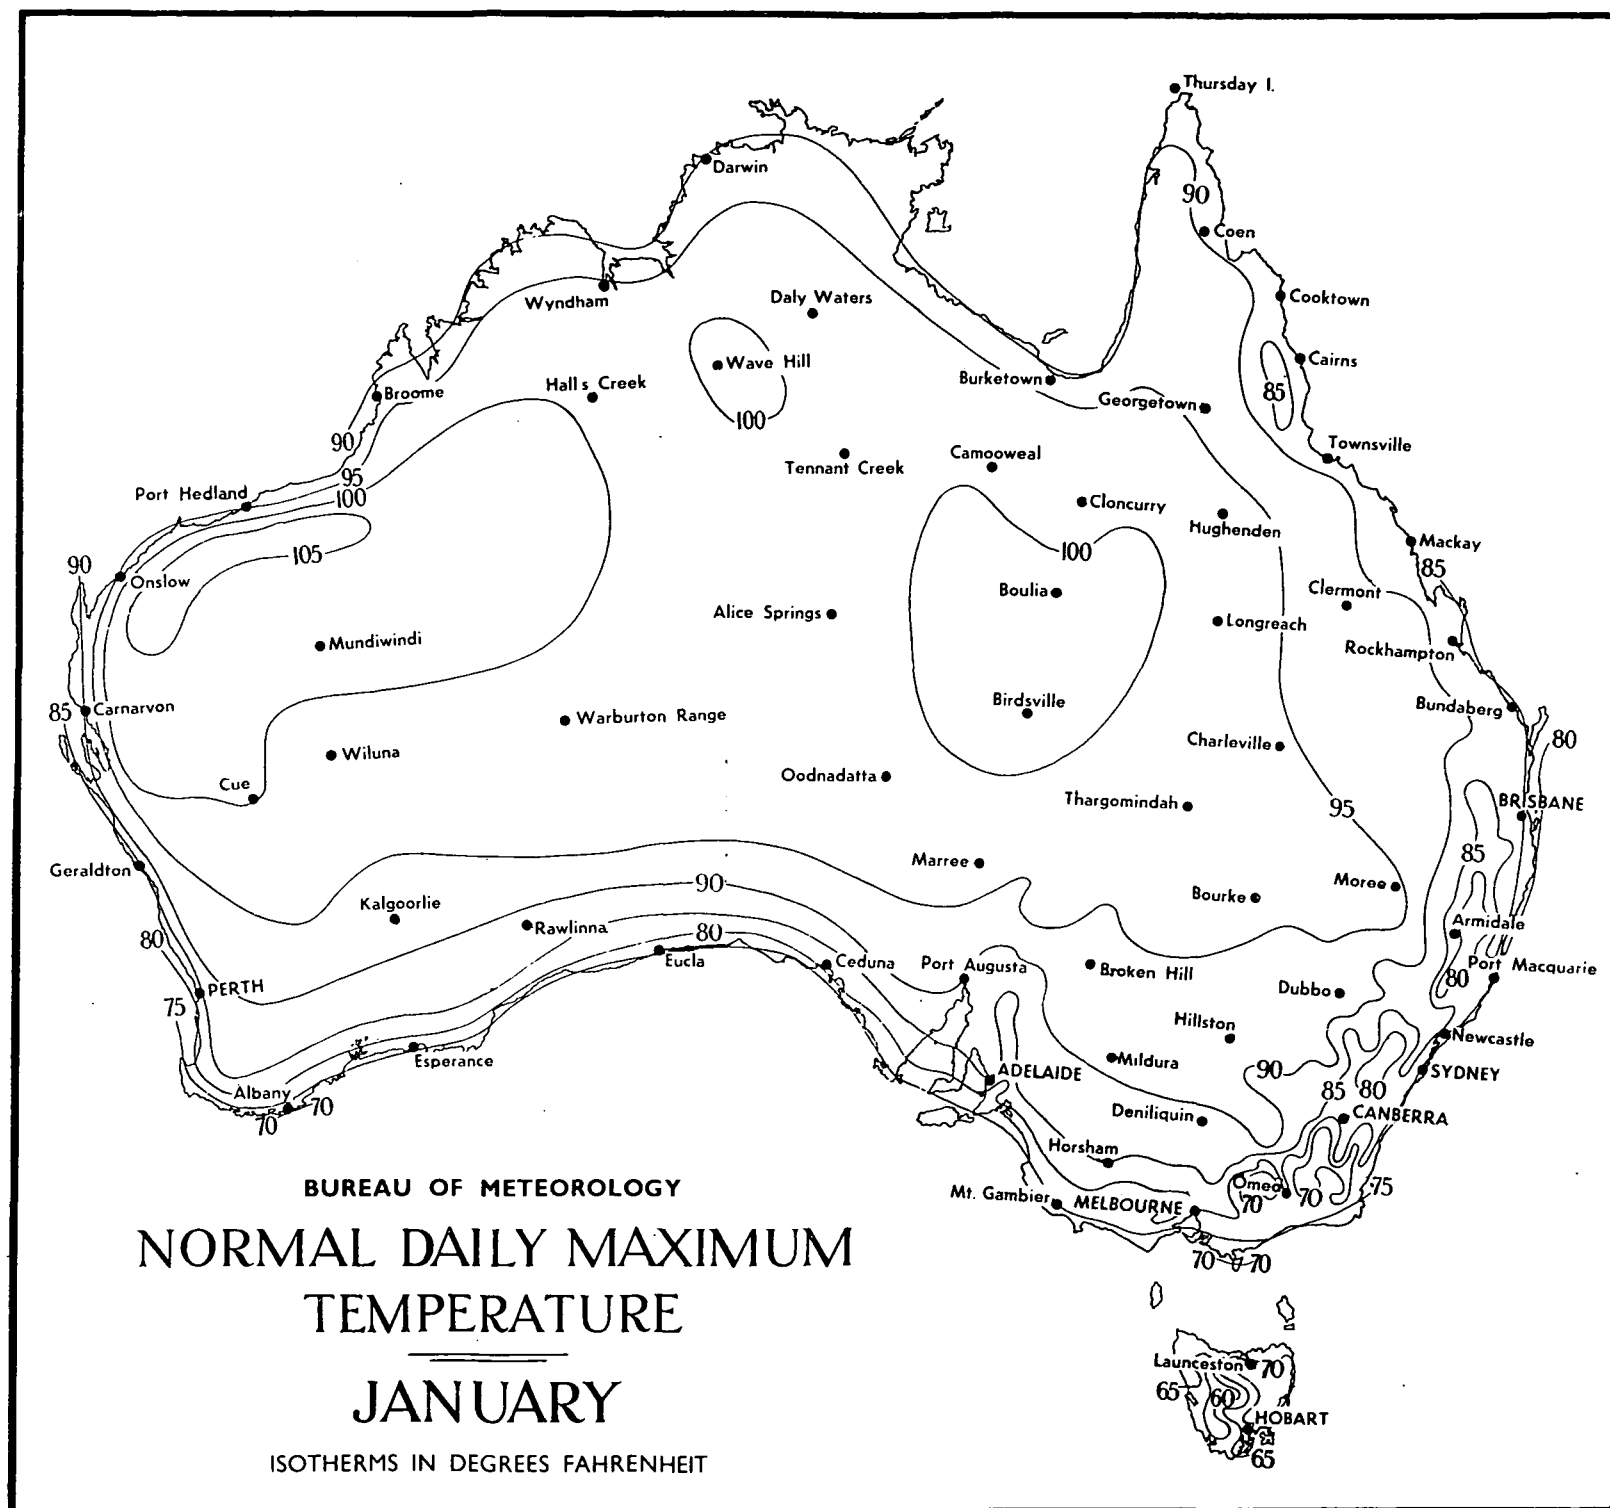 Thursday I.
Darwin
90
Coen
Wyndham
Daly Waters
Cooktown
Wave Hill
Cairns
Broome
Hall s Creek
Burketown
85
Georgetown
100
90
Townsville
95
Tennant Creek
Camooweal
Port Hedland
100
Cloncurry
Hughenden
105
100
Mackay
90
Onslow
85
Boulia
Clermont
Alice Springs
Longreach
Mundiwindi
Rockhampton
85
Carnarvon
Warburton Range
Birdsville
Bundaberg
Wiluna
Charleville
80
Cue
Oodnadatta
Thargomindah
95
BRISBANE
Geraldton
Marree
85
90
Bourke
Moree
Kalgoorlie
Armidale
80
Rawlinna
80
Eucla
Ceduna
Port Augusta
Broken Hill
80
Port Macquarie
PERTH
Dubbo
75
Hillston
Newcastle
Esperance
Mildura
ADELAIDE
90
SYDNEY
Albany
70
70
85
80
Deniliquin
CANBERRA
Horsham
Mt. Gambier
MELBOURNE
Omeo
70
70
75
BUREAU OF METEOROLOGY
NORMAL DAILY MAXIMUM
TEMPERATURE
70
70
JANUARY
ISOTHERMS IN DEGREES FAHRENHEIT
Launceston
70
65
60
HOBART
65